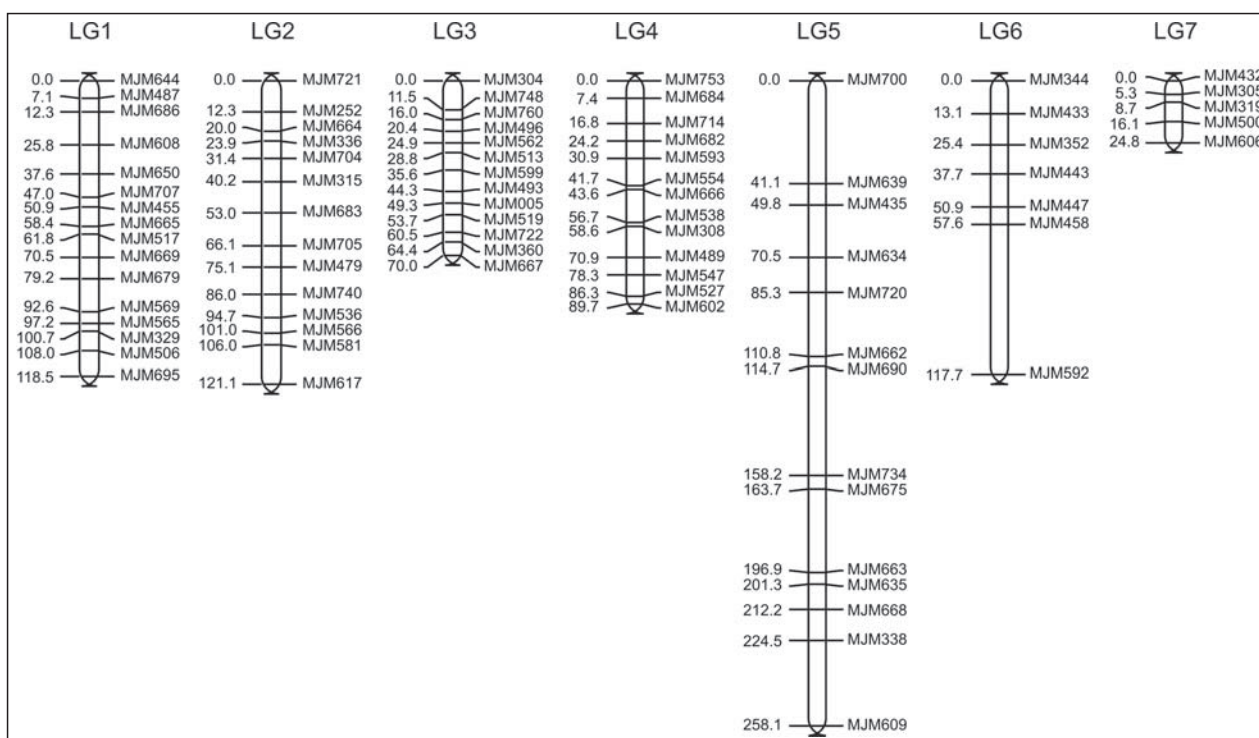 LG1
0.0 MJM644
7.1 MJM487
12.3 MJM686
25.8 MJM608
37.6 MJM650
47.0 MJM707
50.9 MJM455
58.4 MJM665
61.8 MJM517
70.5 MJM669
79.2 MJM679
92.6 MJM569
97.2 MJM565
100.7 MJM329
108.0 MJM506
118.5 MJM695
LG2
0.0 MJM721
12.3 MJM252
20.0 MJM664
23.9 MJM336
31.4 MJM704
40.2 MJM315
53.0 MJM683
66.1 MJM705
75.1 MJM479
86.0 MJM740
94.7 MJM536
101.0 MJM566
106.0 MJM581
121.1 MJM617
LG3
0.0 MJM304
11.5 MJM748
16.0 MJM760
20.4 MJM496
24.9 MJM562
28.8 MJM513
35.6 MJM599
44.3 MJM493
49.3 MJM005
53.7 MJM519
60.5 MJM722
64.4 MJM360
70.0 MJM667
LG4
0.0 MJM753
7.4 MJM684
16.8 MJM714
24.2 MJM682
30.9 MJM593
41.7 MJM554
43.6 MJM666
56.7 MJM538
58.6 MJM308
70.9 MJM489
78.3 MJM547
86.3 MJM527
89.7 MJM602
LG5
0.0 MJM700
41.1 MJM639
49.8 MJM435
70.5 MJM634
85.3 MJM720
110.8 MJM662
114.7 MJM690
158.2 MJM734
163.7 MJM675
196.9 MJM663
201.3 MJM635
212.2 MJM668
224.5 MJM338
258.1 MJM609
LG6
0.0 MJM344
13.1 MJM433
25.4 MJM352
37.7 MJM443
50.9 MJM447
57.6 MJM458
117.7 MJM592
LG7
0.0 MJM432
5.3 MJM305
8.7 MJM319
16.1 MJM500
24.8 MJM606